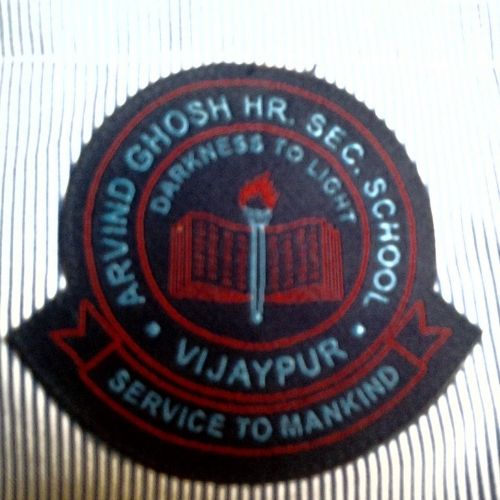 ARVIND GHOSH HR. SEC. SCHOOL
DARKNESS TO LIGHT
VIJAYPUR
SERVICE TO MANKIND